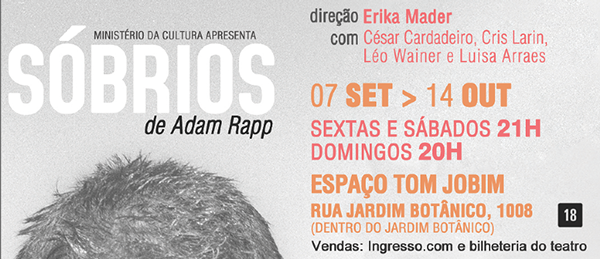 MINISTÉRIO DA CULTURA APRESENTA
SÓBRIOS
de Adam Rapp
direção Erika Mader
com César Cardadeiro, Cris Larin,
Léo Wainer e Luisa Arraes
07 SET > 14 OUT
SEXTAS E SÁBADOS 21H
DOMINGOS 20H
ESPAÇO TOM JOBIM
RUA JARDIM BOTÂNICO, 1008
(DENTRO DO JARDIM BOTÂNICO)
18
Vendas: Ingresso.com e bilheteria do teatro